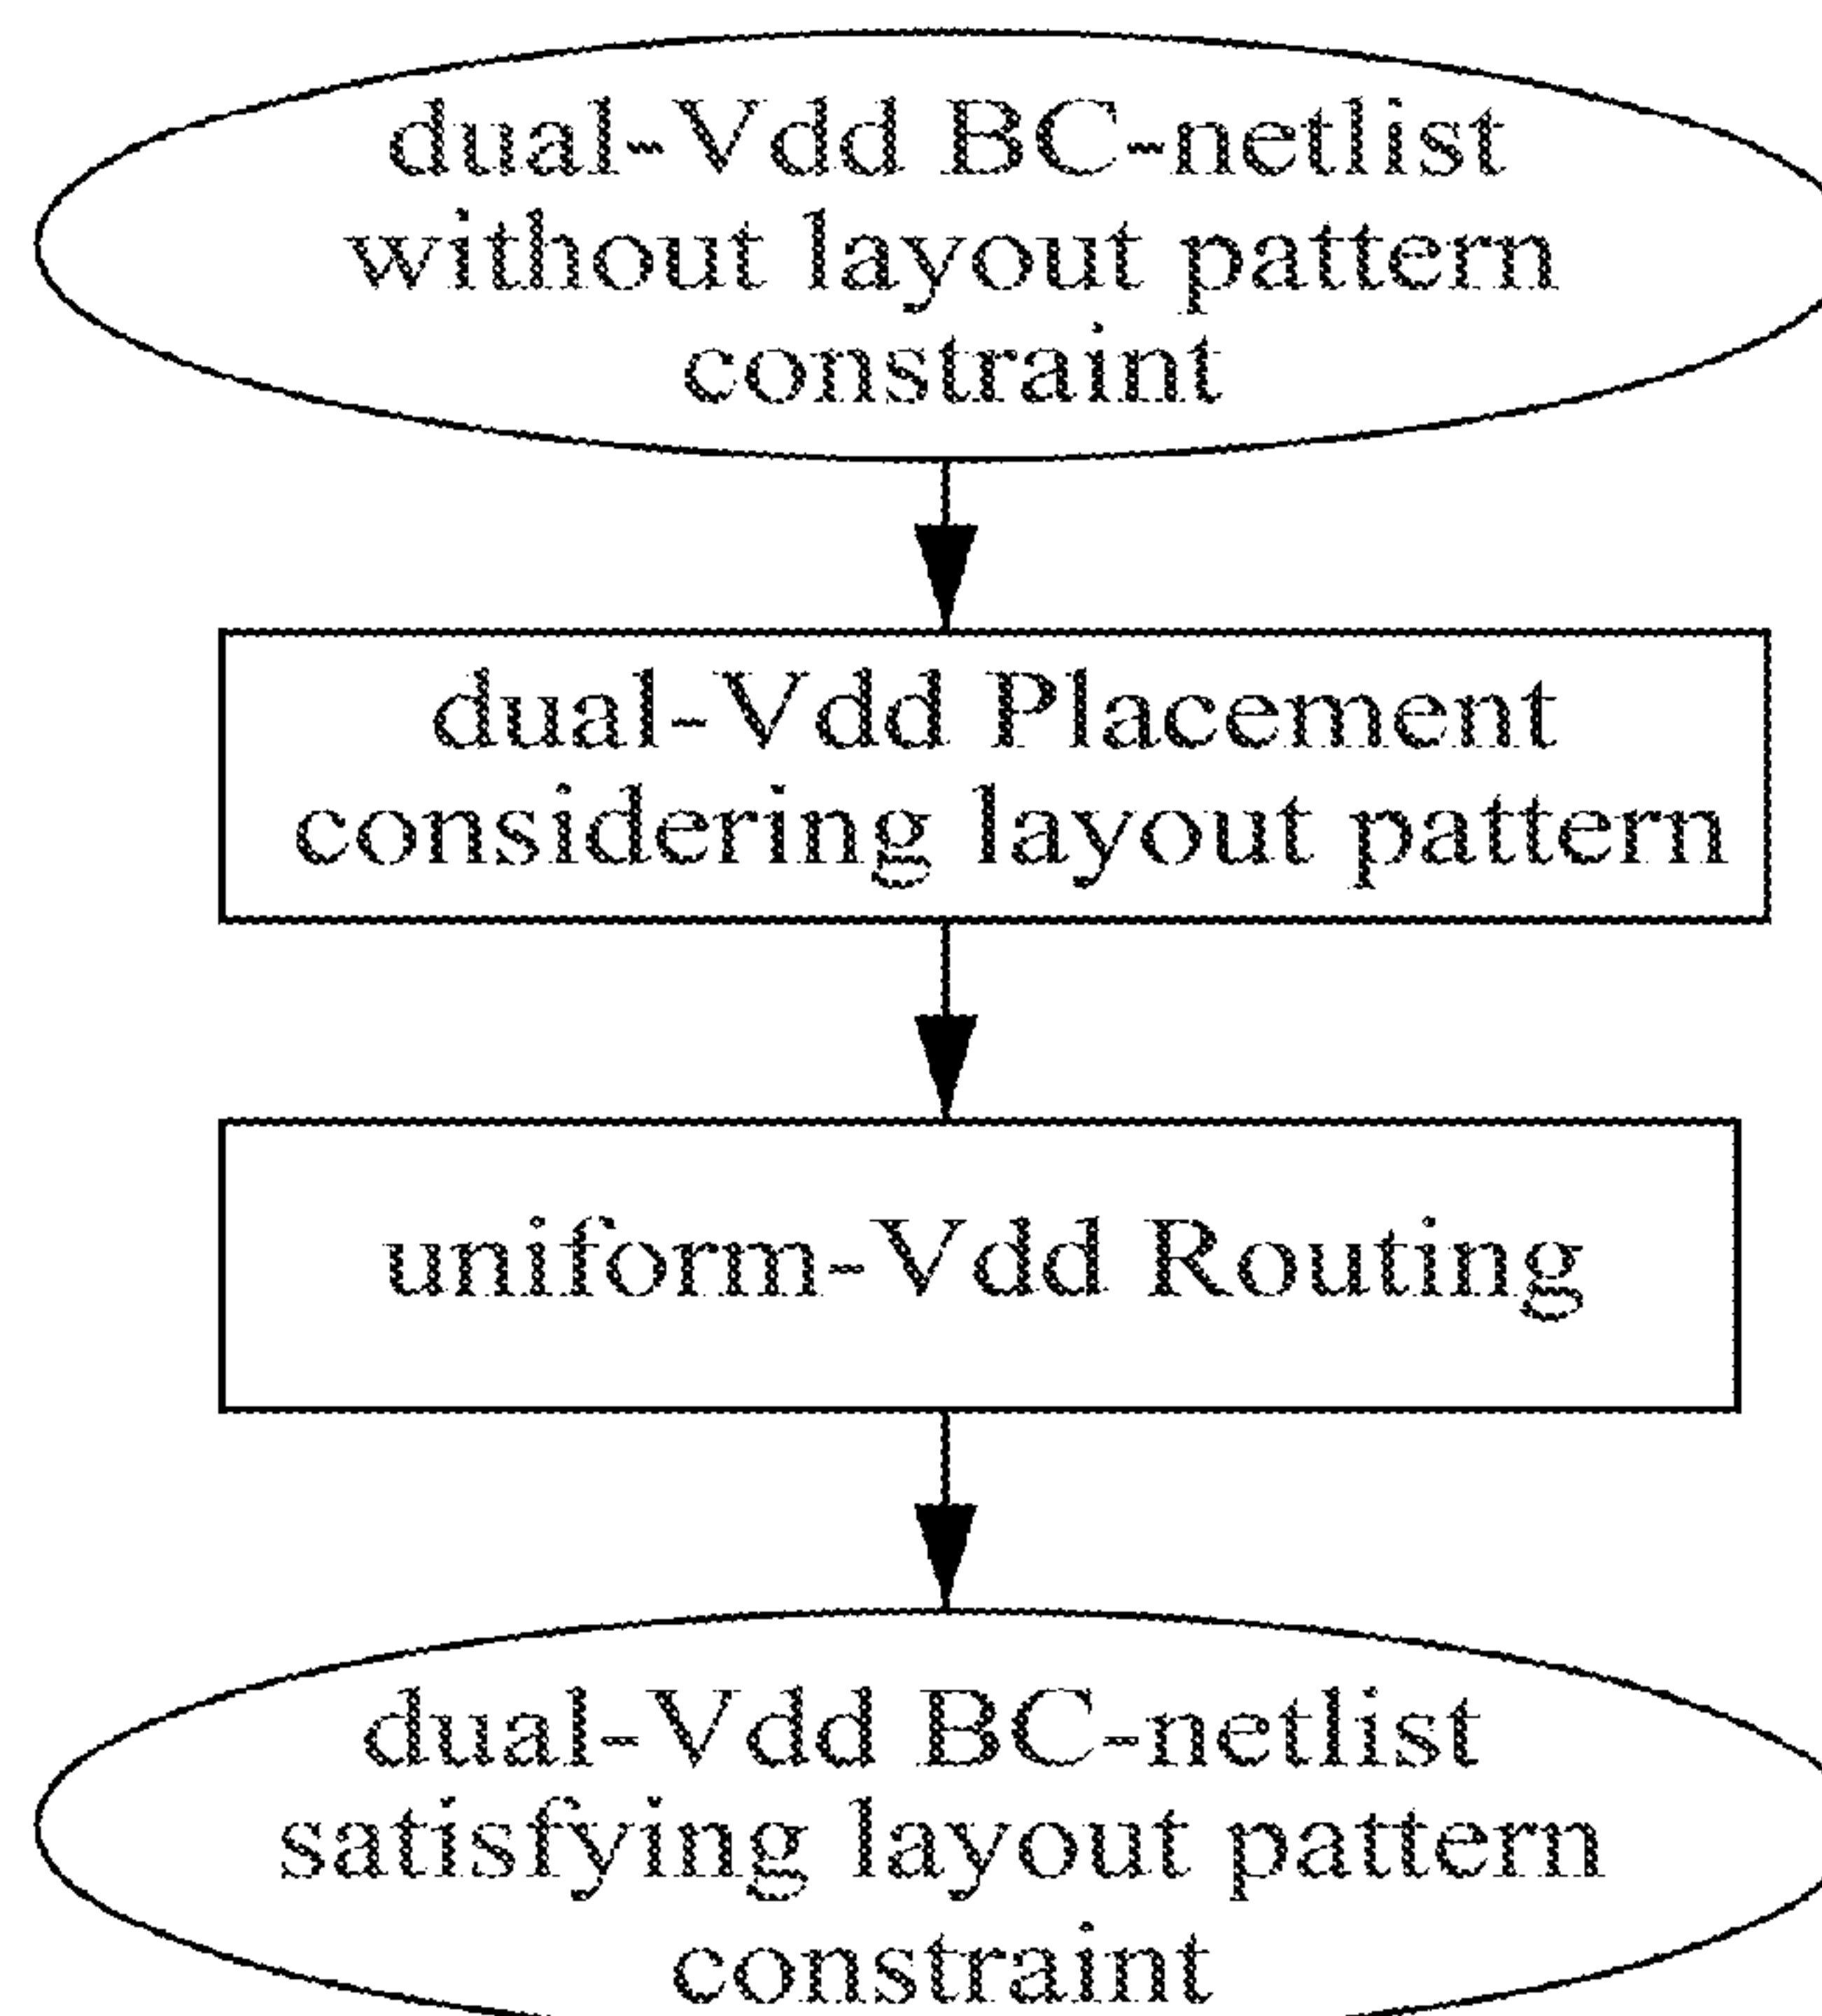 dual-Vdd BC-netlist
without layout pattern
constraint
dual-Vdd Placement
considering layout pattern
uniform-Vdd Routing
dual-Vdd BC-netlist
satisfying layout pattern
constraint